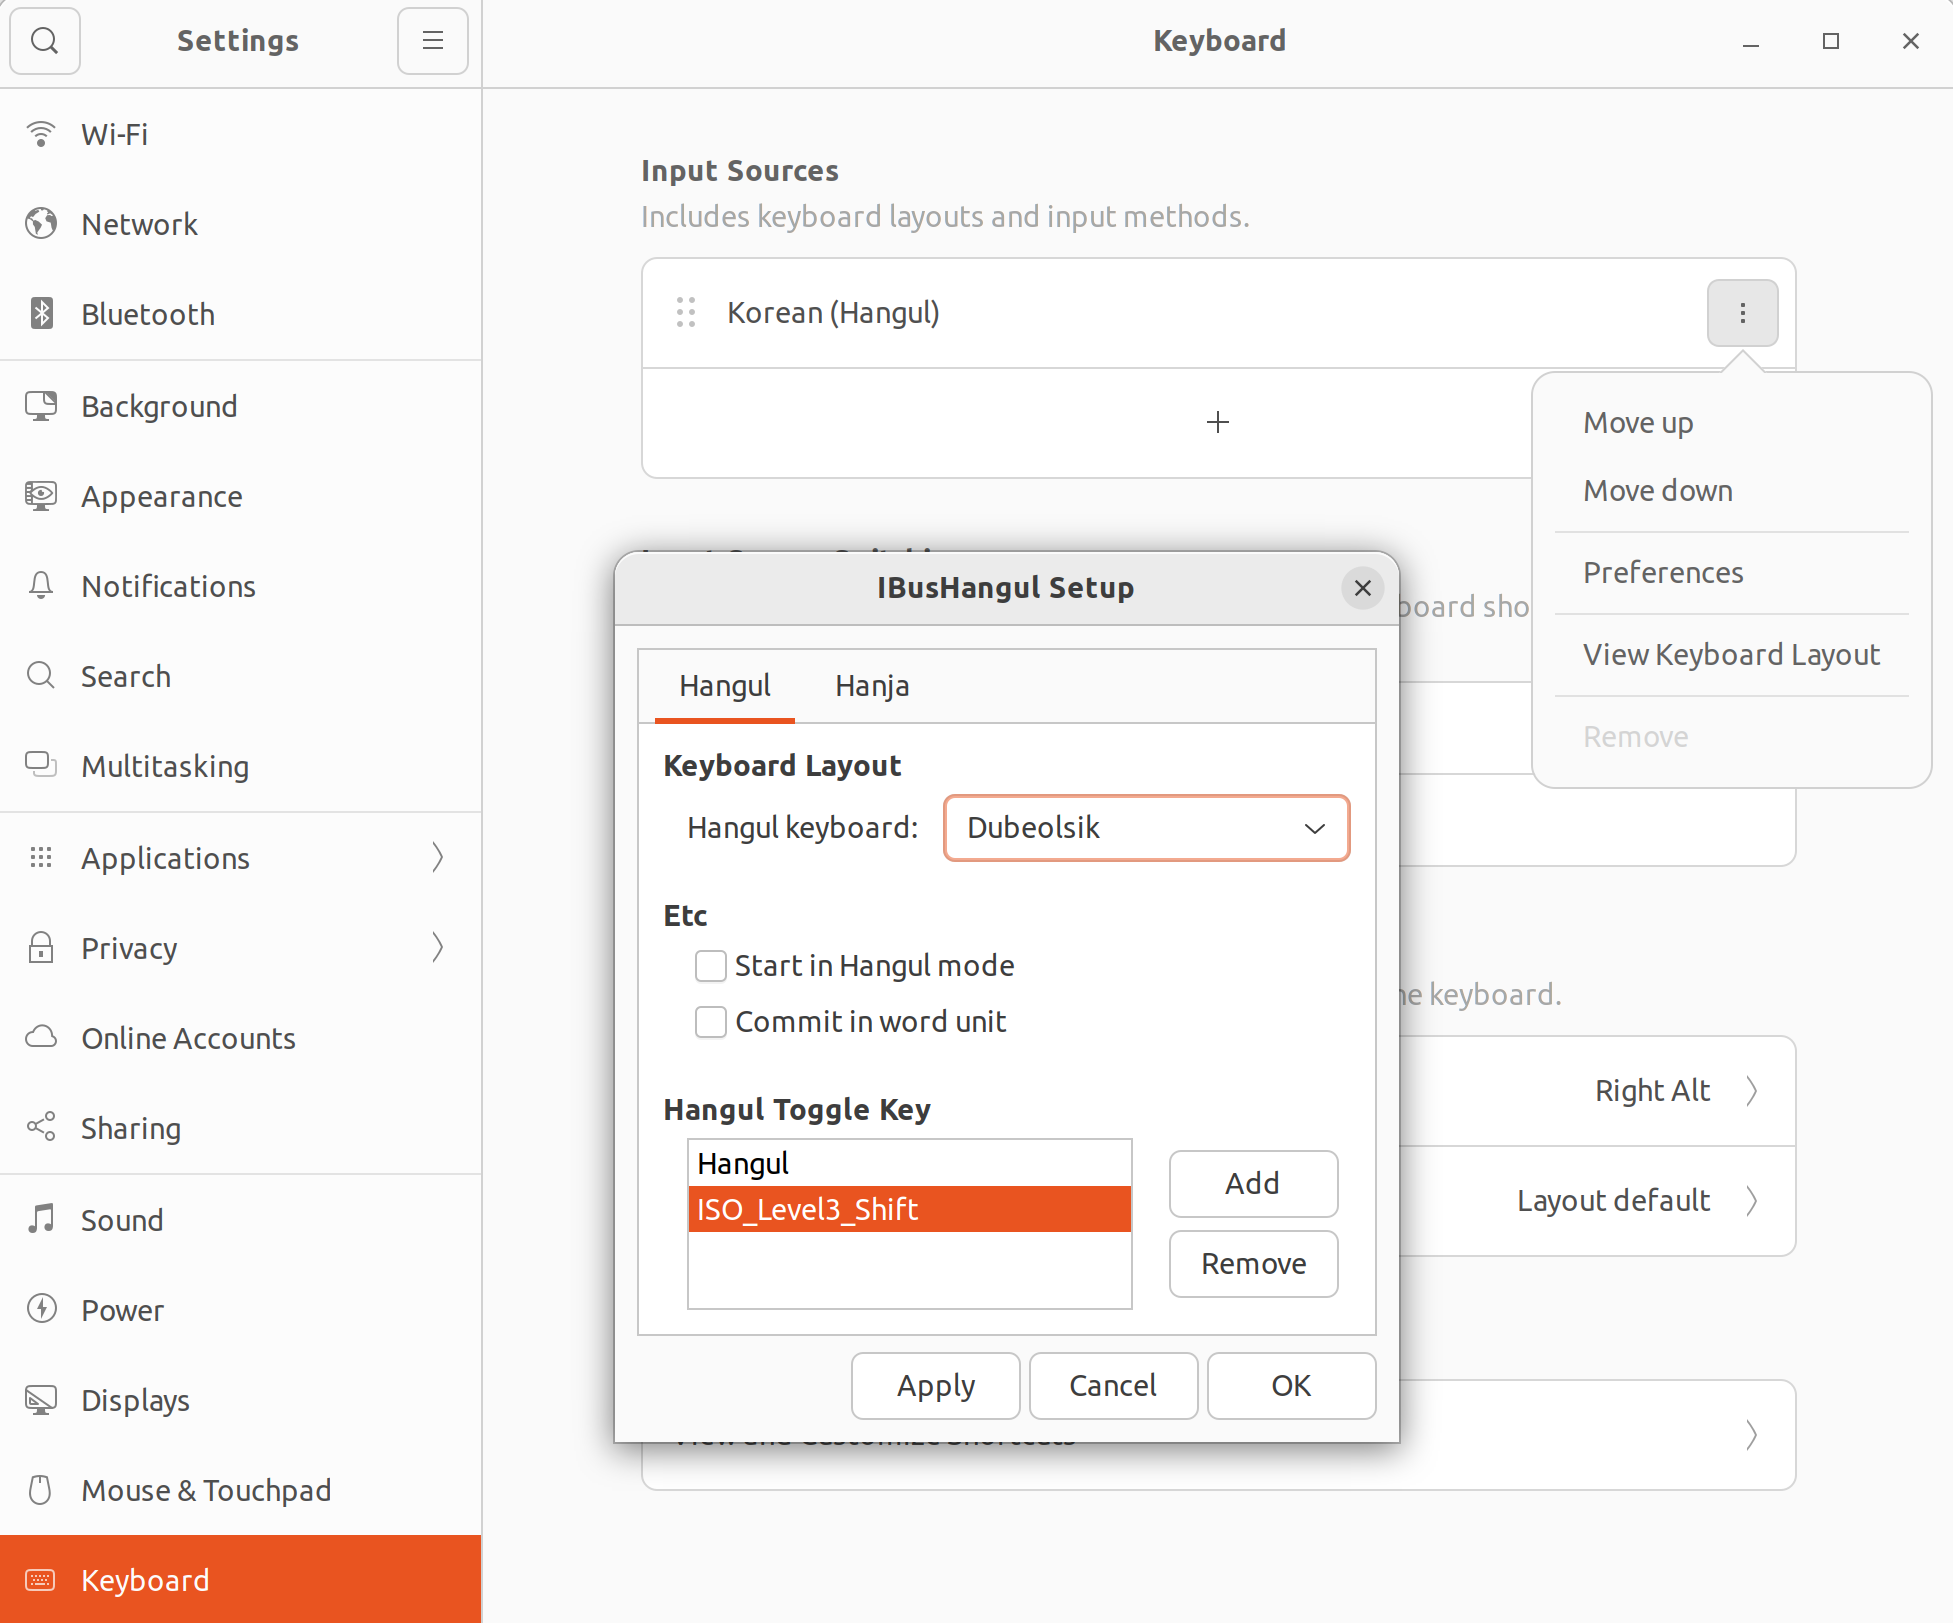 Settings
Keyboard
Wi-Fi
Network
Bluetooth
Background
Appearance
Notifications
Search
Multitasking
Applications
Privacy
Online Accounts
Sharing
Sound
Power
Displays
Mouse & Touchpad
Keyboard
Input Sources
Includes keyboard layouts and input methods.
Korean (Hangul)
Move up
Move down
Preferences
View Keyboard Layout
Remove
IBusHangul Setup
Hangul Hanja
Keyboard Layout
Hangul keyboard: Dubeolsik
Etc
Start in Hangul mode
Commit in word unit
Hangul Toggle Key
Hangul
ISO_Level3_Shift
Add
Remove
Apply Cancel OK
keyboard.
Right Alt
Layout default